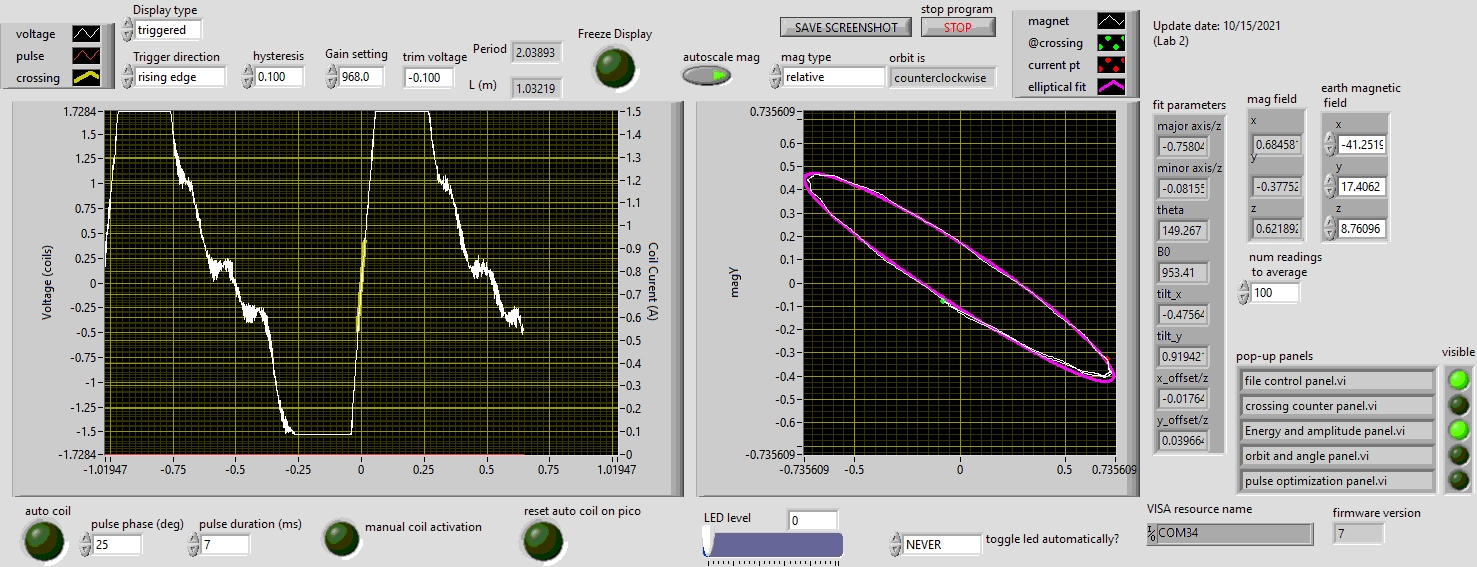 voltage
pulse
crossing
Display type
triggered
Trigger direction
rising edge
hysteresis
0.100
Gain setting
968.0
trim voltage
-0.100
Period
2.03893
L (m)
1.03219
Freeze Display
SAVE SCREENSHOT
stop program
STOP
autoscale mag
mag type
relative
orbit is
counterclockwise
magnet
@crossing
current pt
elliptical fit
Update date: 10/15/2021
(Lab 2)
Voltage (coils)
1.7284
1.5
1.25
1
0.75
0.5
0.25
0
-0.25
-0.5
-0.75
-1
-1.25
-1.5
-1.7284
-1.01947
-0.75
-0.5
-0.25
0
0.25
0.5
0.75
1.01947
1.5
1.4
1.3
1.2
1.1
1
0.9
0.8
0.7
0.6
0.5
0.4
0.3
0.2
0.1
0
Coil Curent (A)
magy
0.735609
0.6
0.5
0.4
0.3
0.2
0.1
0
-0.1
-0.2
-0.3
-0.4
-0.5
-0.6
-0.735609
-0.735609
-0.5
0
0.5
0.735609
fit parameters
major axis/z
-0.75804
minor axis/z
-0.08155
theta
149.267
B0
953.41
tilt_x
-0.47564
tilt_y
0.91942
x_offset/z
-0.01764
y_offset/z
0.039664
mag field
x
0.68458
y
-0.37752
z
0.62189
earth magnetic
field
x
-41.2519
y
17.4062
z
8.76096
num readings
to average
100
pop-up panels
visible
file control panel.vi
crossing counter panel.vi
Energy and amplitude panel.vi
orbit and angle panel.vi
pulse optimization panel.vi
auto coil
pulse phase (deg)
25
pulse duration (ms)
7
manual coil activation
reset auto coil on pico
LED level
0
NEVER
toggle led automatically?
VISA resource name
COM34
firmware version
7